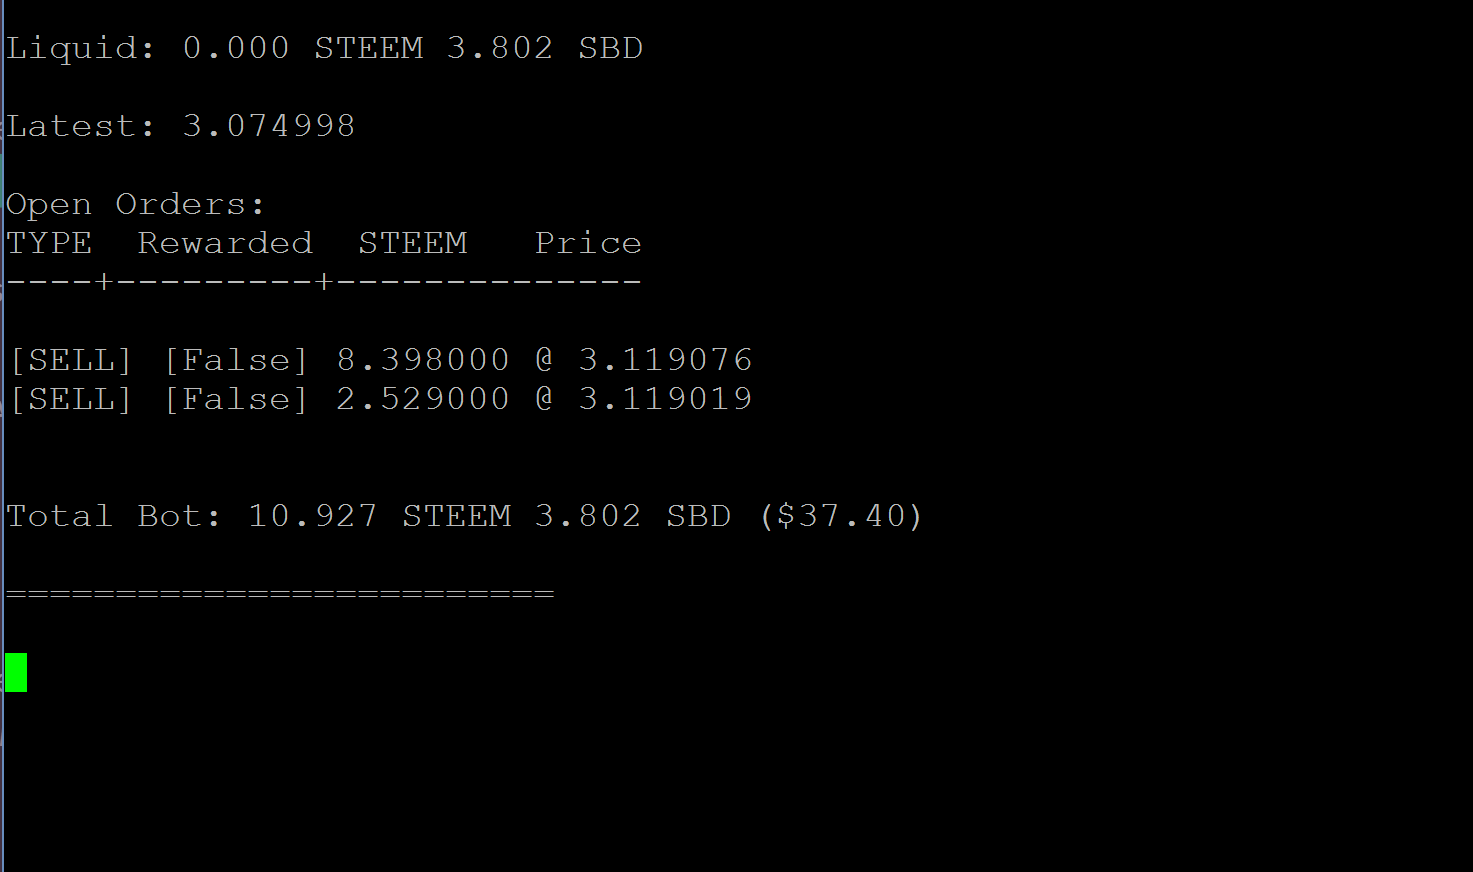 Liquid: 0.000 STEEM 3.802 SBD
Latest: 3.074998
Open Orders:
TYPE  Rewarded  STEEM   Price
----+---------+--------------
[SELL] [False] 8.398000 @ 3.119076
[SELL] [False] 2.529000 @ 3.119019
Total Bot: 10.927 STEEM 3.802 SBD ($37.40)
=========================